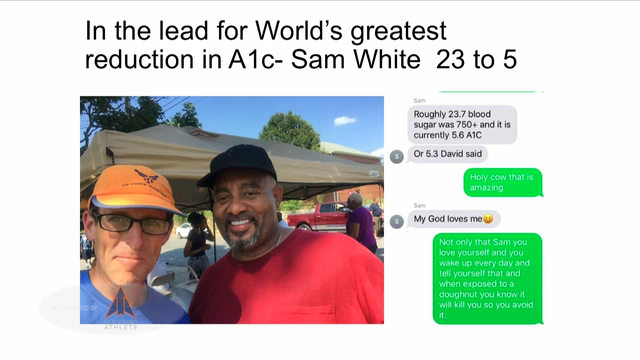 In the lead for World's greatest
reduction in A1c- Sam White  23 to 5
Sam
Roughly 23.7 blood
sugar was 750+ and it is
currently 5.6 A1C
S
Or 5.3 David said
Holy cow that is
amazing
Sam
S
My God loves me😀
Not only that Sam you
love yourself and you
wake up every day and
tell yourself that and
when exposed to a
doughnut you know it
will kill you so you avoid
it.
AIR FORCE
ATHLETE